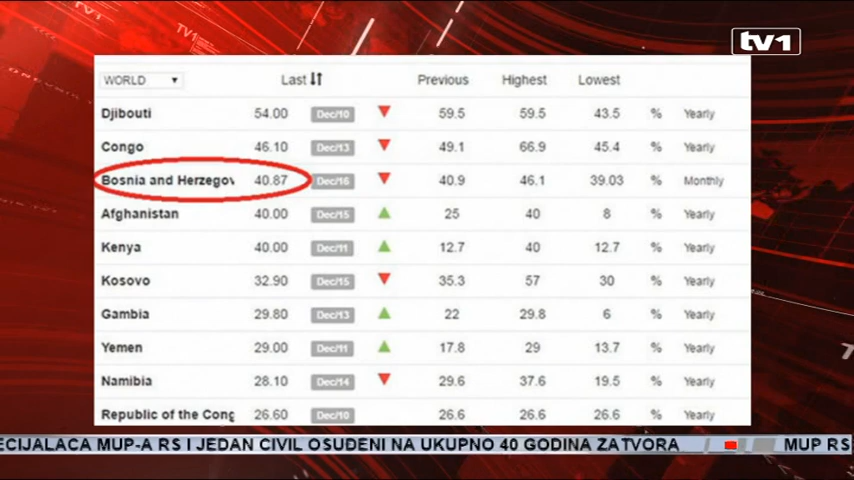 tv1
WORLD ▼ Last Previous Highest Lowest
Djibouti 54.00 Dec/10 59.5 59.5 43.5 % Yearly
Congo 46.10 Dec/13 49.1 66.9 45.4 % Yearly
Bosnia and Herzegov 40.87 Dec/16 40.9 46.1 39.03 % Monthly
Afghanistan 40.00 Dec/15 25 40 8 % Yearly
Kenya 40.00 Dec/11 12.7 40 12.7 % Yearly
Kosovo 32.90 Dec/15 35.3 57 30 % Yearly
Gambia 29.80 Dec/13 22 29.8 6 % Yearly
Yemen 29.00 Dec/11 17.8 29 13.7 % Yearly
Namibia 28.10 Dec/14 29.6 37.6 19.5 % Yearly
Republic of the Cong 26.60 Dec/10 26.6 26.6 26.6 % Yearly
ECIJALACA MUP-A RS I JEDAN CIVIL OSUĐENI NA UKUPNO 40 GODINA ZATVORA MUP RS